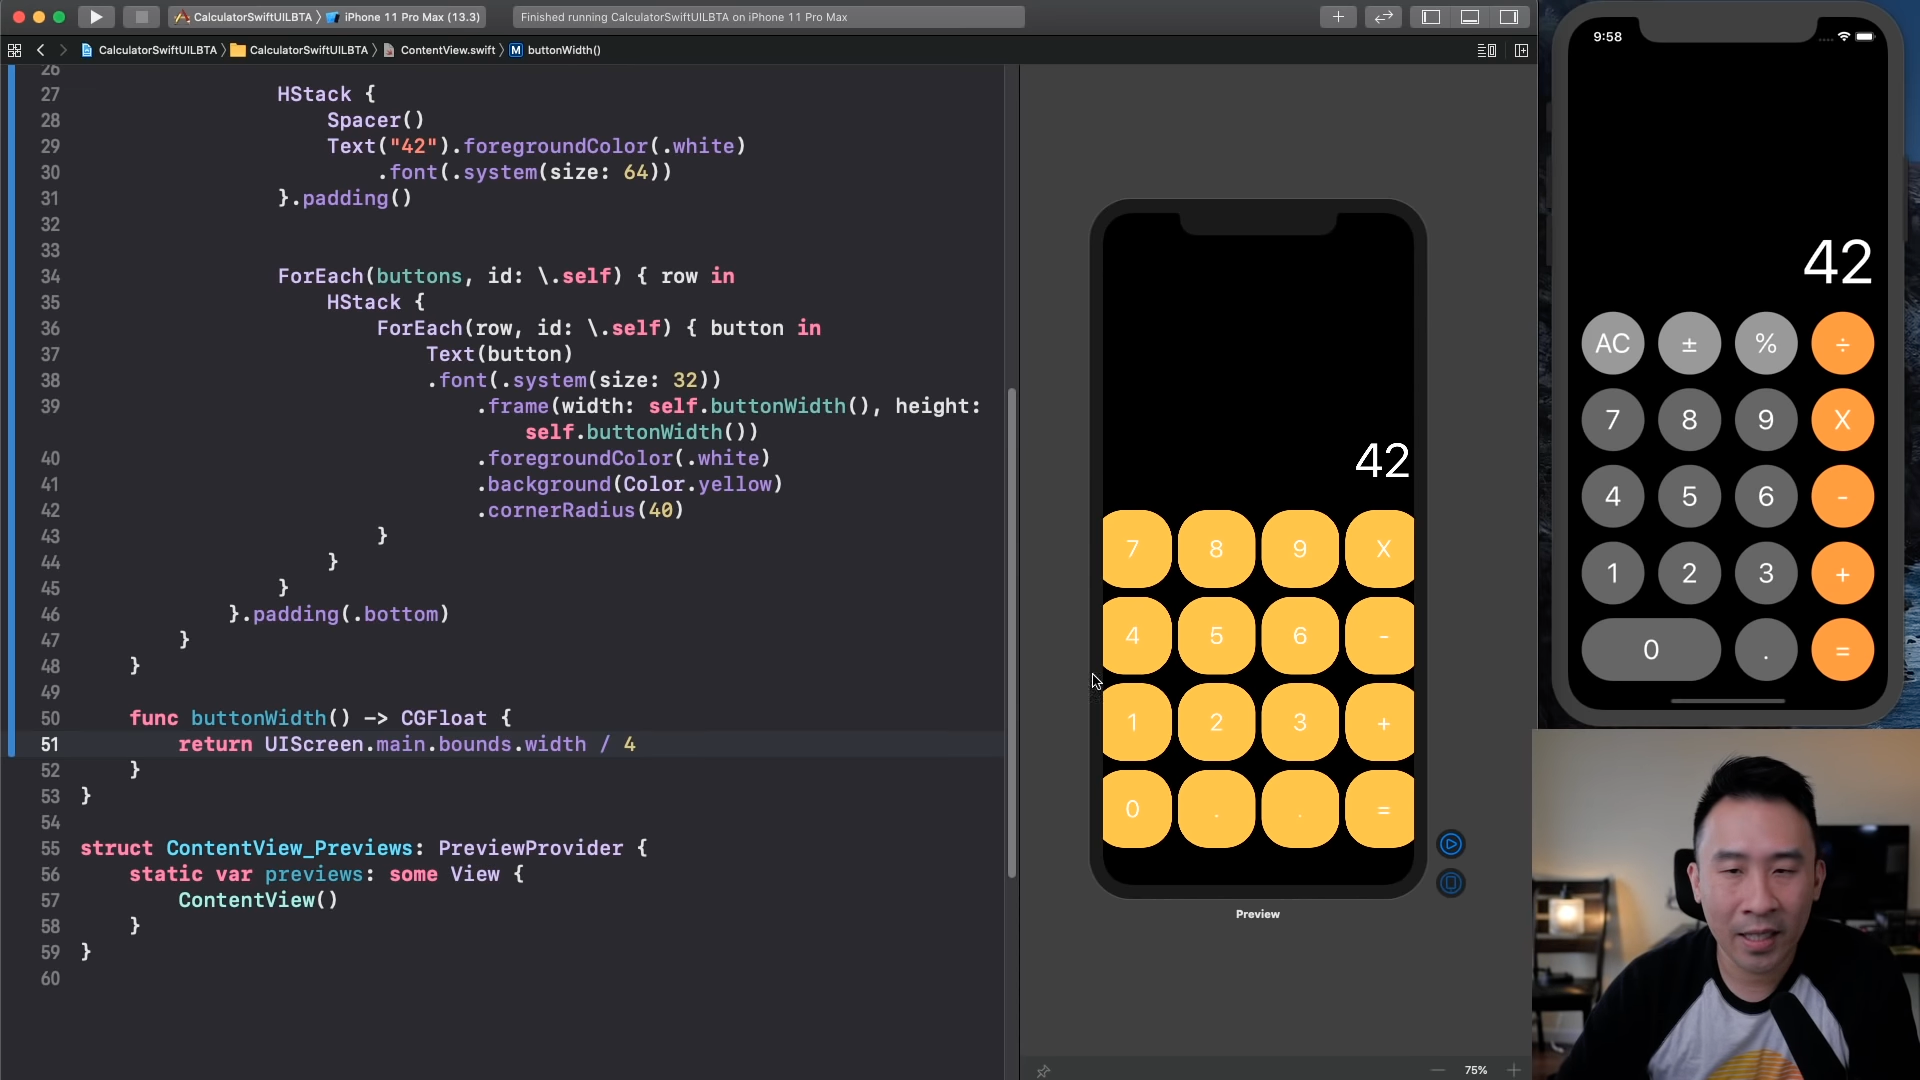 CalculatorSwiftUILBTA
iPhone 11 Pro Max (13.3)
Finished running CalculatorSwiftUILBTA on iPhone 11 Pro Max
CalculatorSwiftUILBTA
CalculatorSwiftUILBTA
ContentView.swift
M
buttonWidth()
26
27 HStack {
28 Spacer()
29 Text("42").foregroundColor(.white)
30 .font(.system(size: 64))
31 }.padding()
32
33
34 ForEach(buttons, id: \.self) { row in
35 HStack {
36 ForEach(row, id: \.self) { button in
37 Text(button)
38 .font(.system(size: 32))
39 .frame(width: self.buttonWidth(), height:
self.buttonWidth())
40 .foregroundColor(.white)
41 .background(Color.yellow)
42 .cornerRadius(40)
43 }
44 }
45 }
46 }.padding(.bottom)
47 }
48 }
49
50 func buttonWidth() -> CGFloat {
51 return UIScreen.main.bounds.width / 4
52 }
53 }
54
55 struct ContentView_Previews: PreviewProvider {
56 static var previews: some View {
57 ContentView()
58 }
59 }
60
42
7 8 9 X
4 5 6 -
1 2 3 +
0 . . =
Preview
75%
9:58
42
AC ± % ÷
7 8 9 X
4 5 6 -
1 2 3 +
0 . =